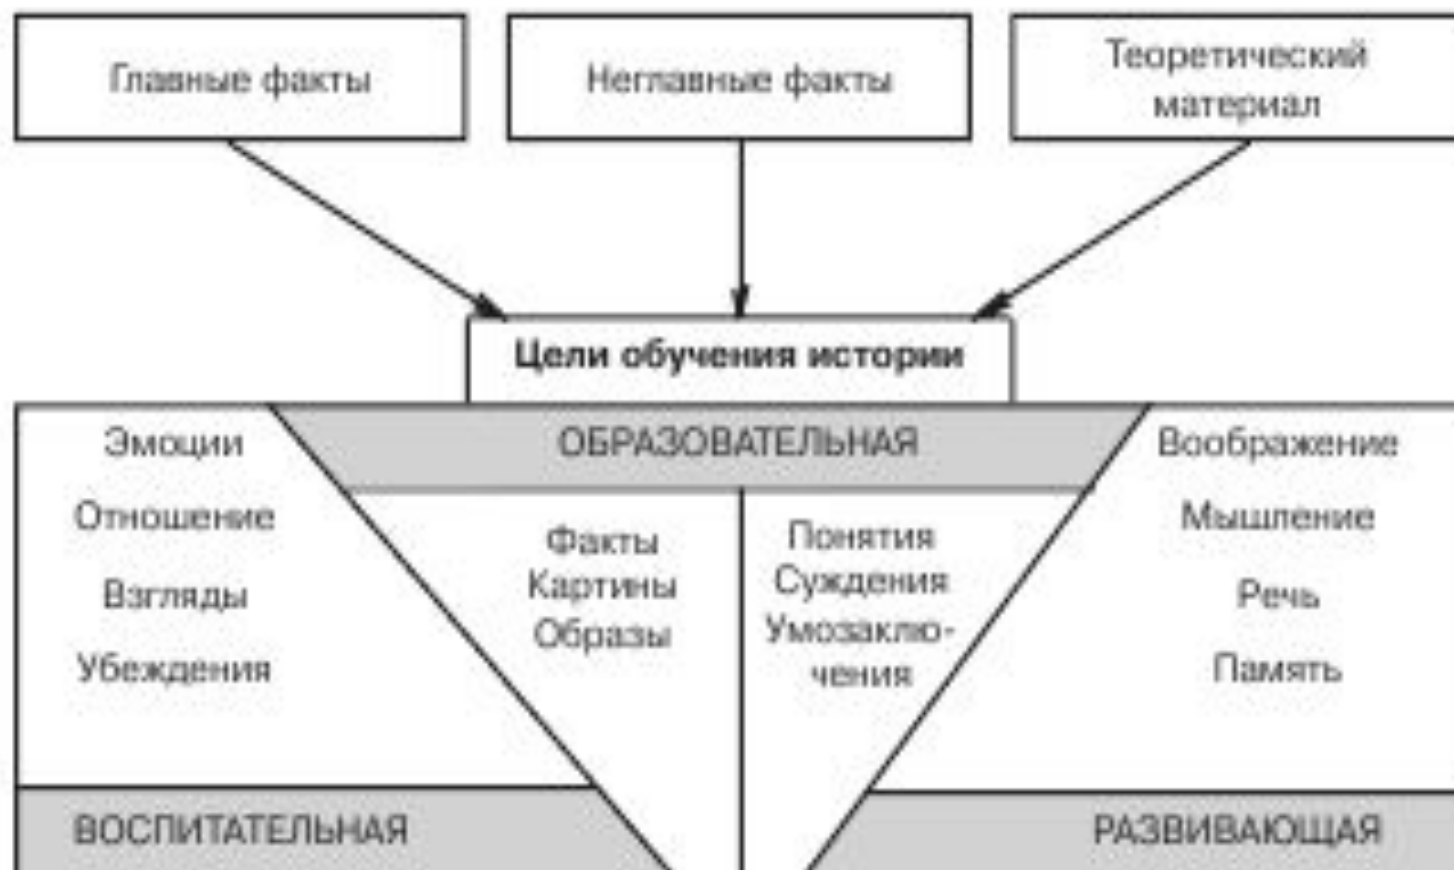 Главные факты
Неглавные факты
Теоретический
материал
Цели обучения истории
ОБРАЗОВАТЕЛЬНАЯ
Эмоции
Отношение
Взгляды
Убеждения
Факты
Картины
Образы
Понятия
Суждения
Умозаклю-
чения
Воображение
Мышление
Речь
Память
ВОСПИТАТЕЛЬНАЯ
РАЗВИВАЮЩАЯ